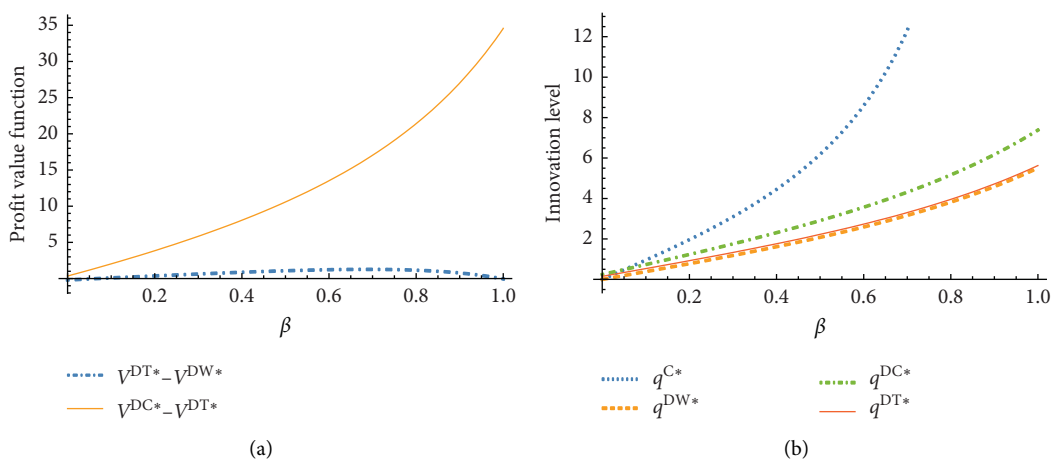 35
30
25
20
15
10
5
0.2
0.4
0.6
0.8
1.0
Profit value function
β
V^DT*–V^DW*
V^DC*–V^DT*
(a)
12
10
8
6
4
2
0.2
0.4
0.6
0.8
1.0
Innovation level
β
q^C*
q^DC*
q^DW*
q^DT*
(b)